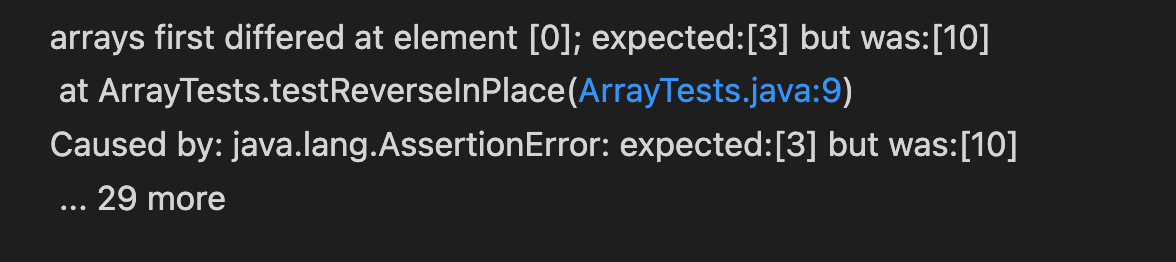 arrays first differed at element [0]; expected:[3] but was:[10]
at ArrayTests.testReverseInPlace(ArrayTests.java:9)
Caused by: java.lang.AssertionError: expected:[3] but was:[10]
... 29 more